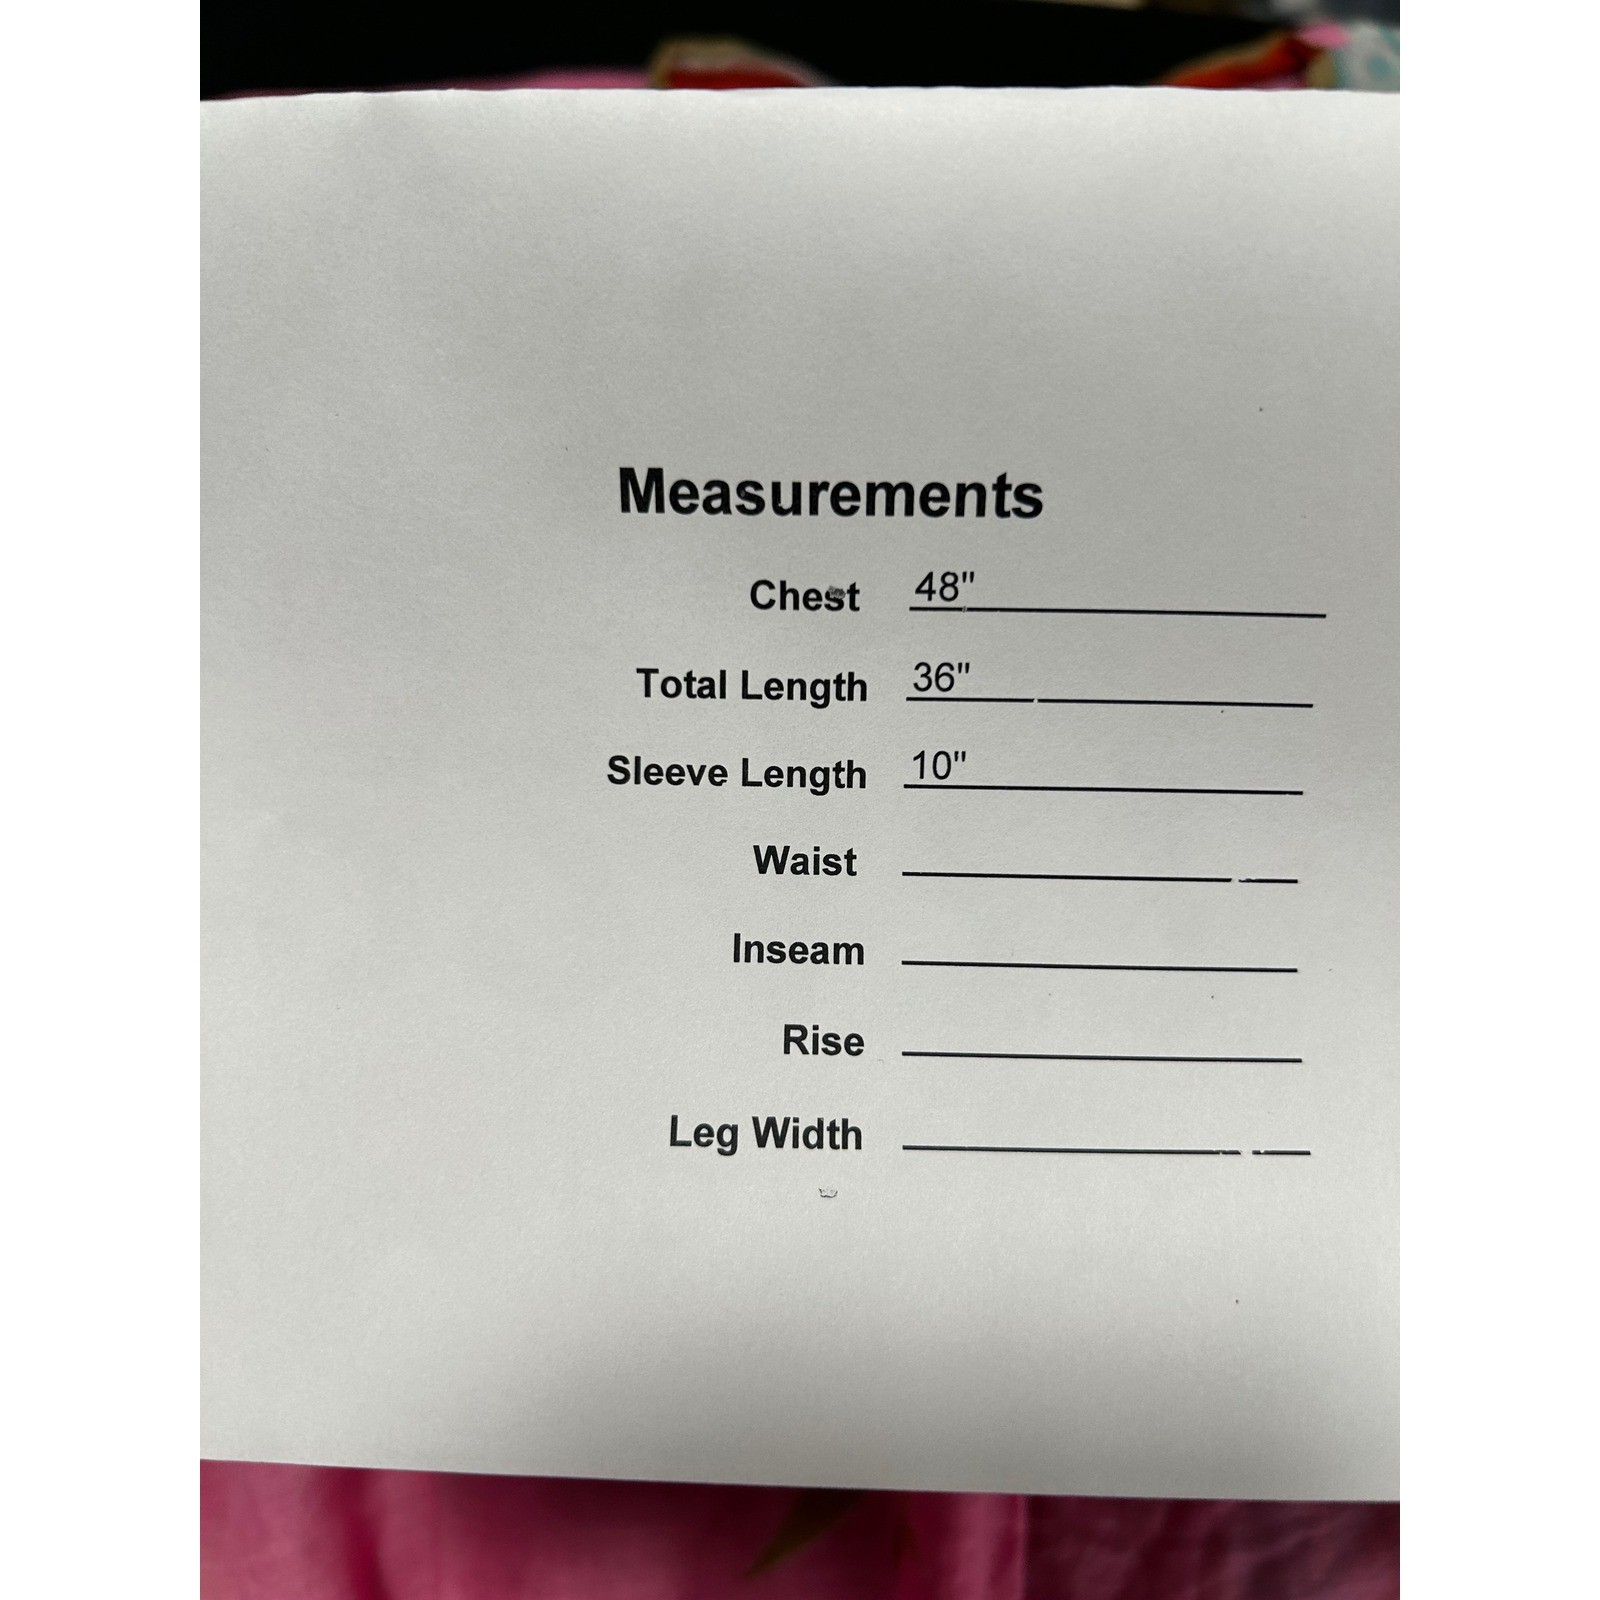 Measurements
Chest 48"
Total Length 36"
Sleeve Length 10"
Waist
Inseam
Rise
Leg Width